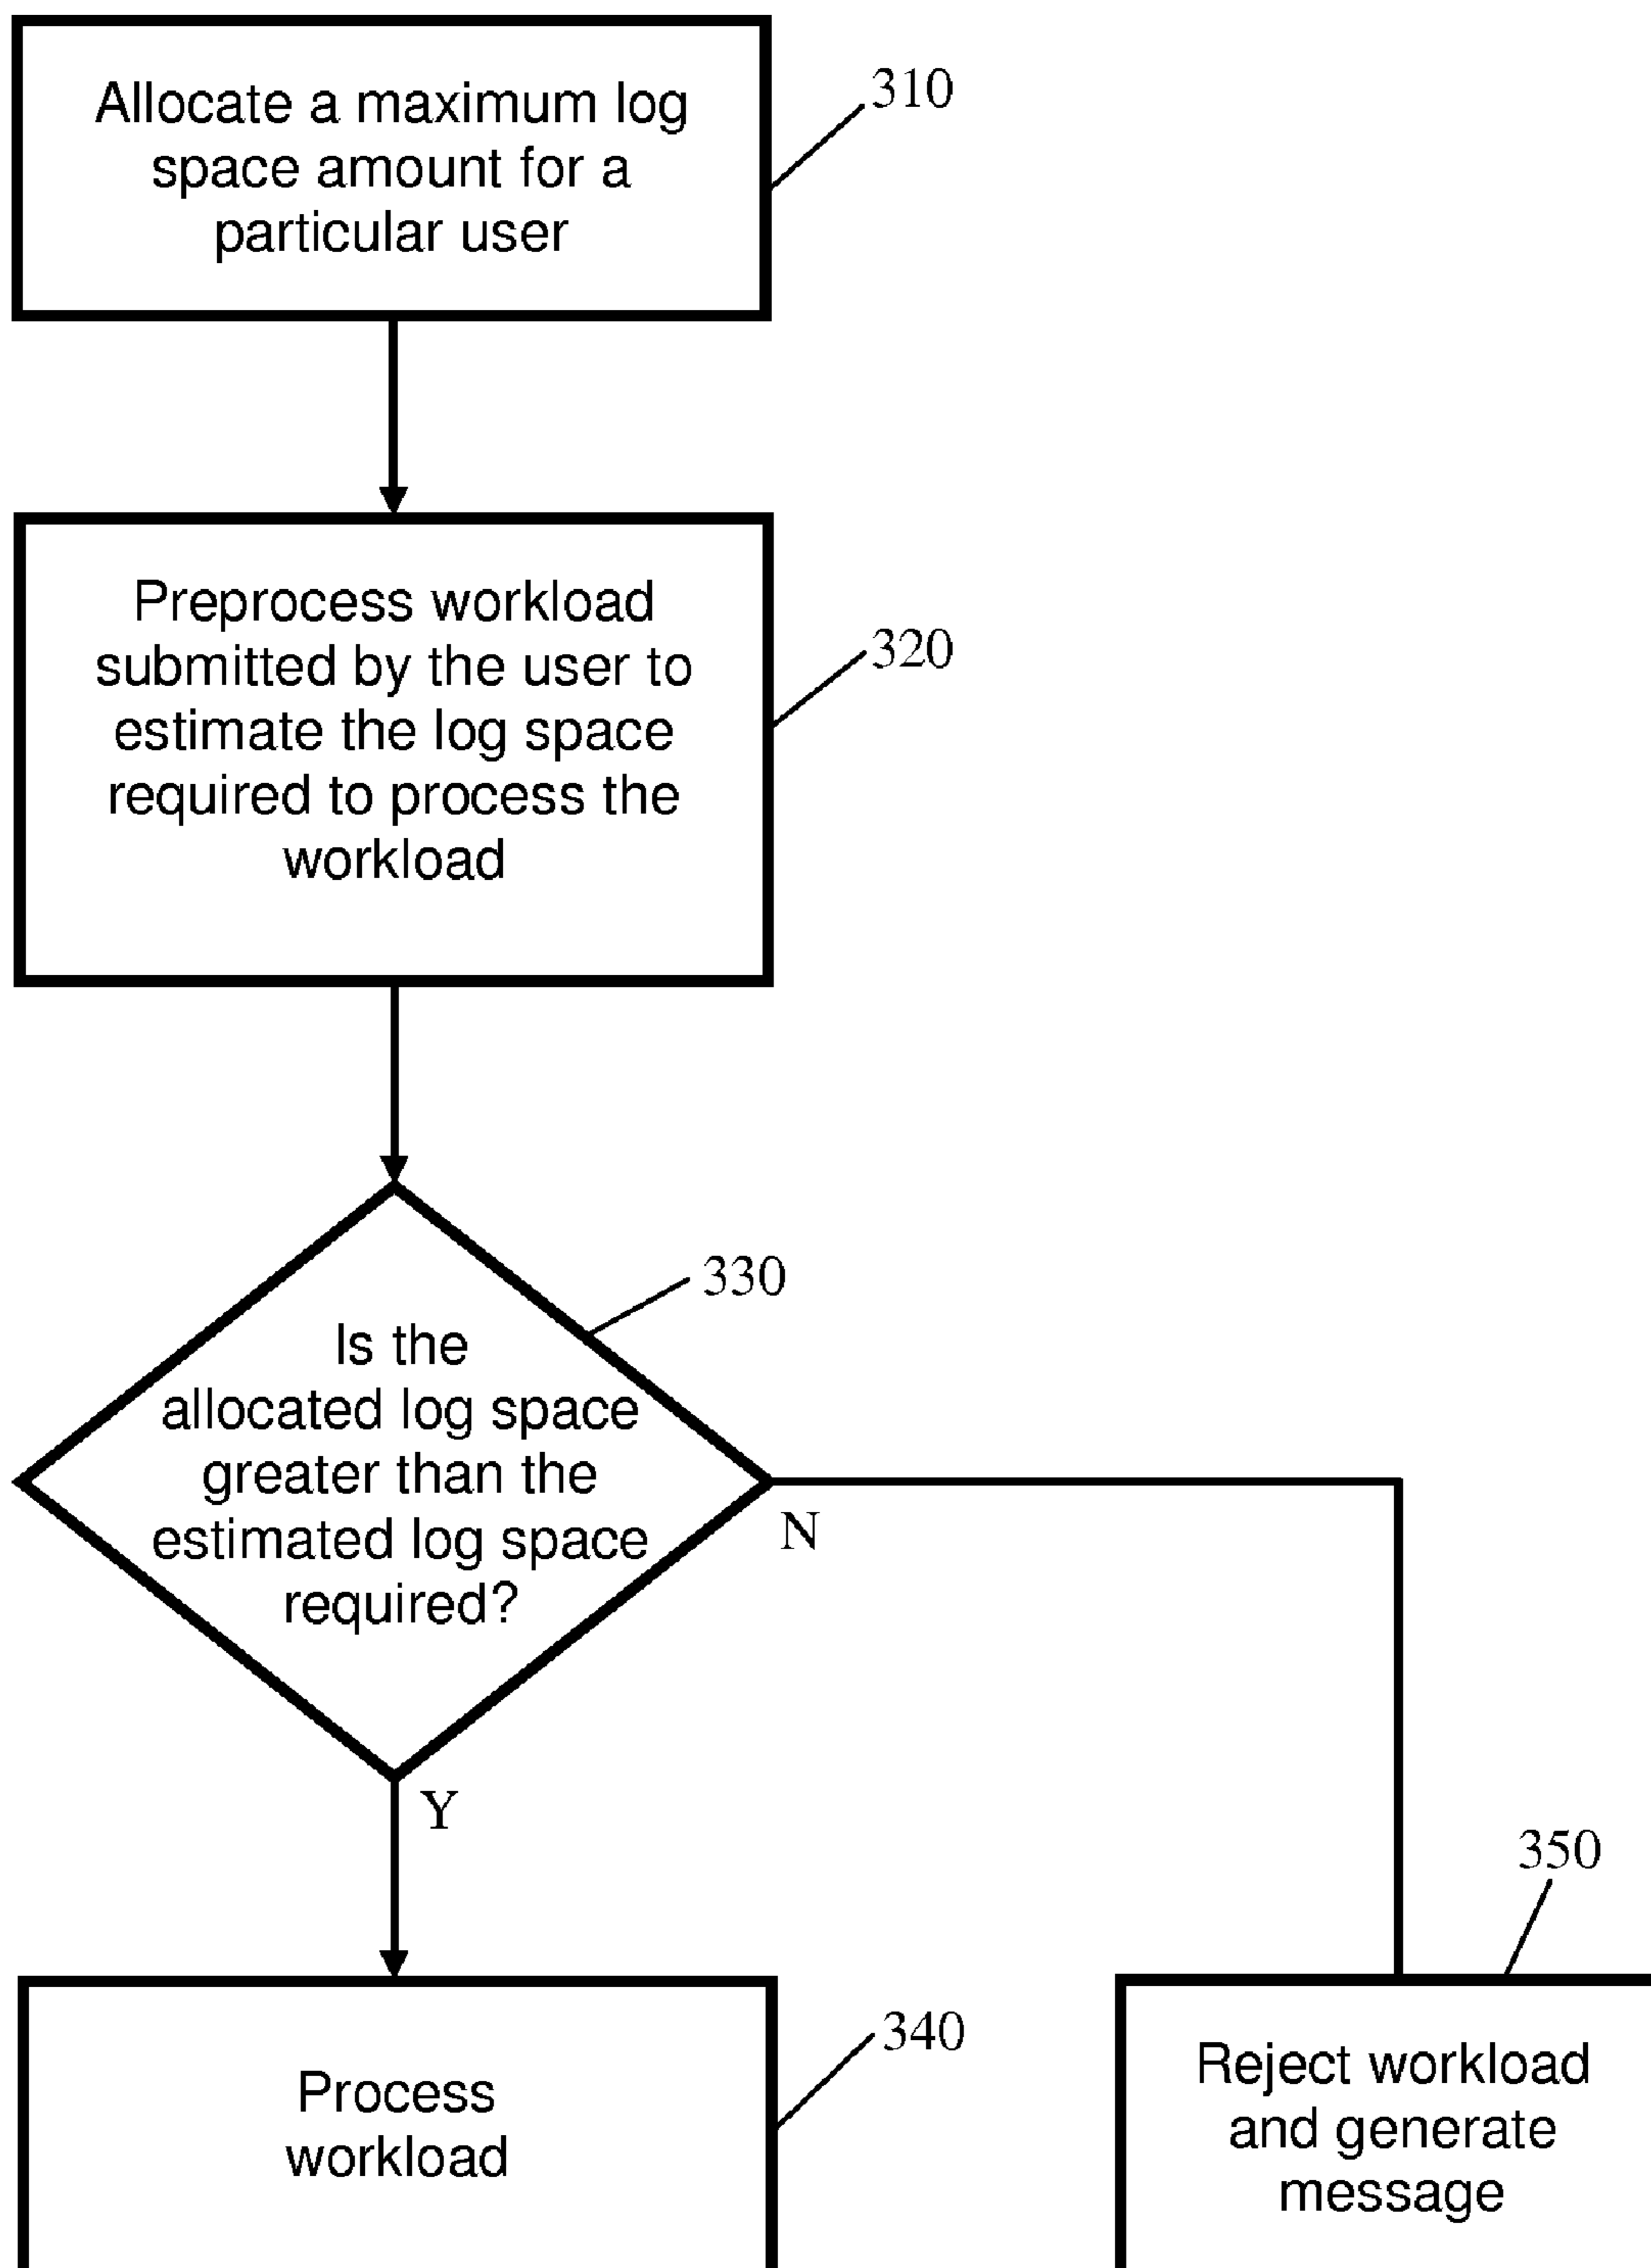 Allocate a maximum log
space amount for a
particular user
310
Preprocess workload
submitted by the user to
estimate the log space
required to process the
workload
320
330
Is the
allocated log space
greater than the
estimated log space
required?
N
Y
350
340
Process
workload
Reject workload
and generate
message